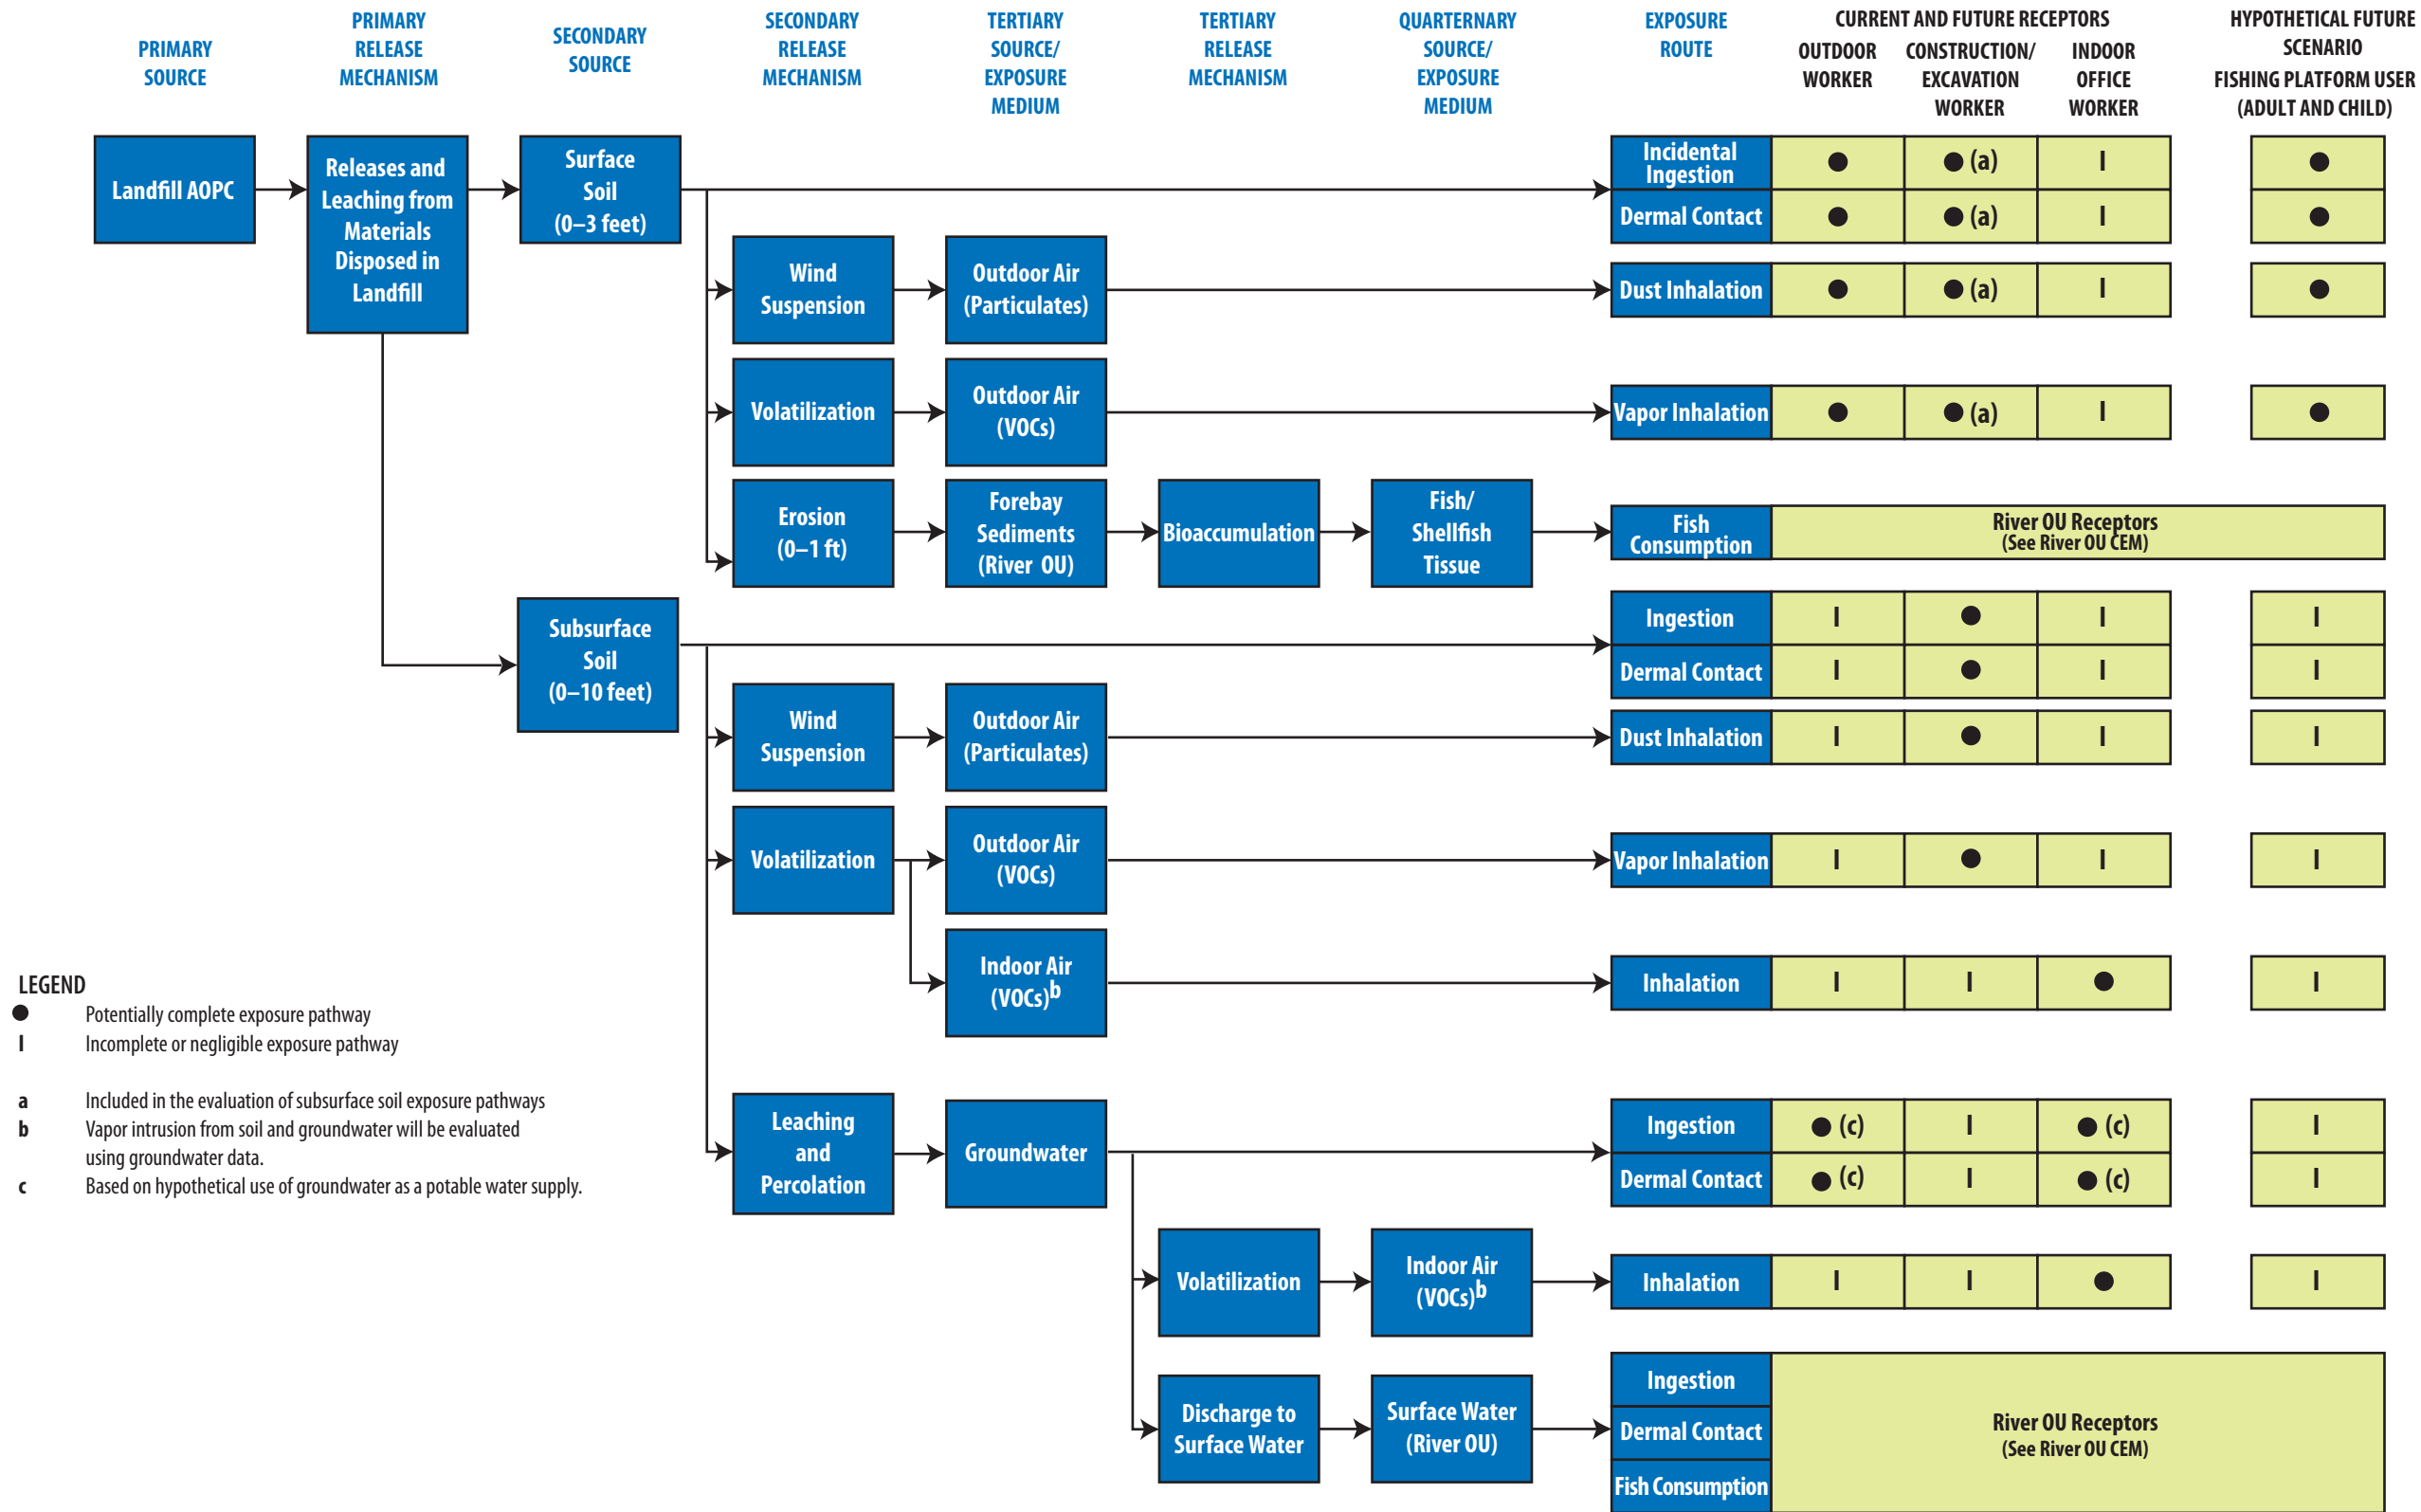 PRIMARY
SOURCE
PRIMARY
RELEASE
MECHANISM
SECONDARY
SOURCE
SECONDARY
RELEASE
MECHANISM
TERTIARY
SOURCE/
EXPOSURE
MEDIUM
TERTIARY
RELEASE
MECHANISM
QUARTERNARY
SOURCE/
EXPOSURE
MEDIUM
EXPOSURE
ROUTE
CURRENT AND FUTURE RECEPTORS
OUTDOOR
WORKER
CONSTRUCTION/
EXCAVATION
WORKER
INDOOR
OFFICE
WORKER
HYPOTHETICAL FUTURE
SCENARIO
FISHING PLATFORM USER
(ADULT AND CHILD)
Landfill AOPC
Releases and
Leaching from
Materials
Disposed in
Landfill
Surface
Soil
(0–3 feet)
Incidental
Ingestion
● ● (a) I ●
Dermal Contact
● ● (a) I ●
Wind
Suspension
Outdoor Air
(Particulates)
Dust Inhalation
● ● (a) I ●
Volatilization
Outdoor Air
(VOCs)
Vapor Inhalation
● ● (a) I ●
Erosion
(0–1 ft)
Forebay
Sediments
(River OU)
Bioaccumulation
Fish/
Shellfish
Tissue
Fish
Consumption
River OU Receptors
(See River OU CEM)
Subsurface
Soil
(0–10 feet)
Ingestion
I ● I I
Dermal Contact
I ● I I
Wind
Suspension
Outdoor Air
(Particulates)
Dust Inhalation
I ● I I
Volatilization
Outdoor Air
(VOCs)
Vapor Inhalation
I ● I I
Indoor Air
(VOCs)b
Inhalation
I I ● I
Leaching
and
Percolation
Groundwater
Ingestion
● (c) I ● (c) I
Dermal Contact
● (c) I ● (c) I
Volatilization
Indoor Air
(VOCs)b
Inhalation
I I ● I
Discharge to
Surface Water
Surface Water
(River OU)
Ingestion
Dermal Contact
Fish Consumption
River OU Receptors
(See River OU CEM)
LEGEND
● Potentially complete exposure pathway
I Incomplete or negligible exposure pathway
a Included in the evaluation of subsurface soil exposure pathways
b Vapor intrusion from soil and groundwater will be evaluated
using groundwater data.
c Based on hypothetical use of groundwater as a potable water supply.